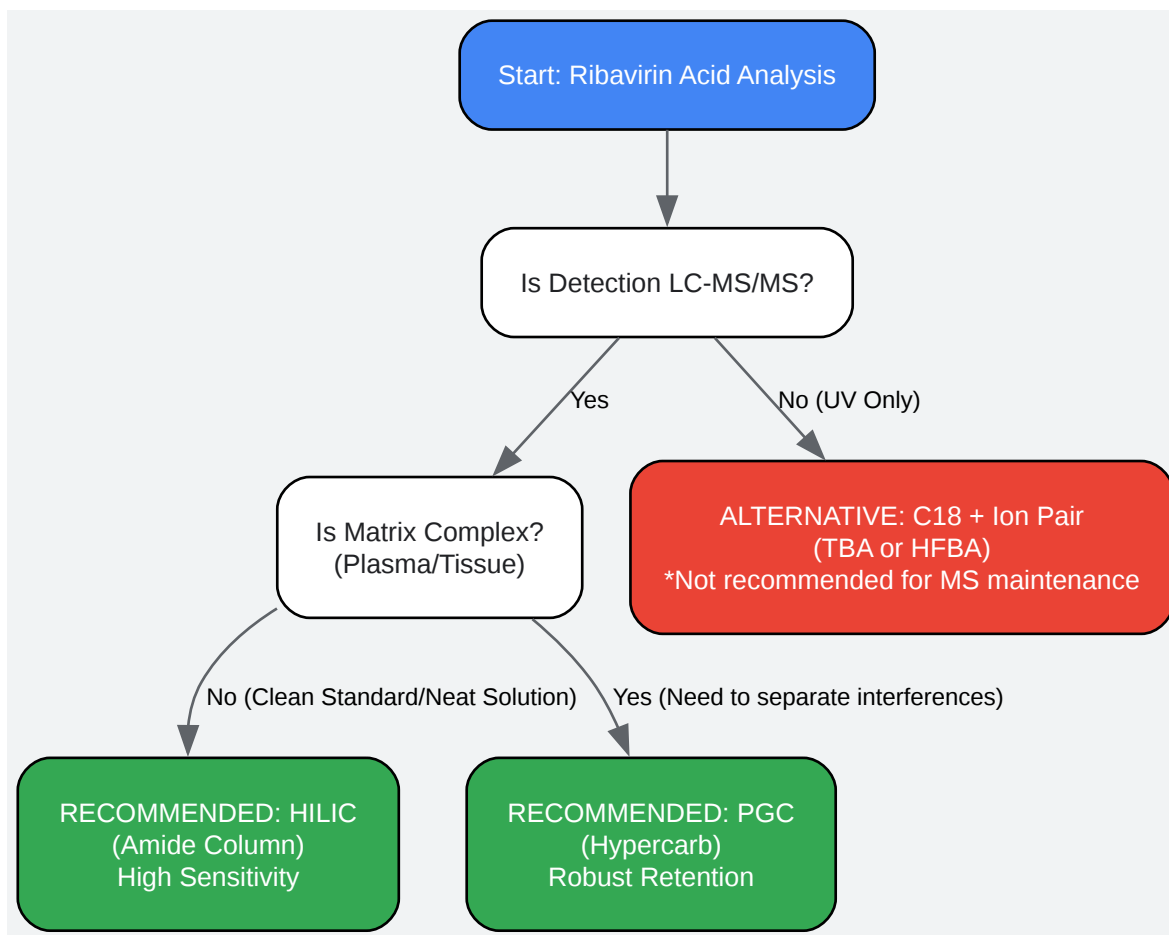 Start: Ribavirin Acid Analysis
Is Detection LC-MS/MS?
Yes
No (UV Only)
Is Matrix Complex?
(Plasma/Tissue)
ALTERNATIVE: C18 + Ion Pair
(TBA or HFBA)
*Not recommended for MS maintenance
No (Clean Standard/Neat Solution)
Yes (Need to separate interferences)
RECOMMENDED: HILIC
(Amide Column)
High Sensitivity
RECOMMENDED: PGC
(Hypercarb)
Robust Retention